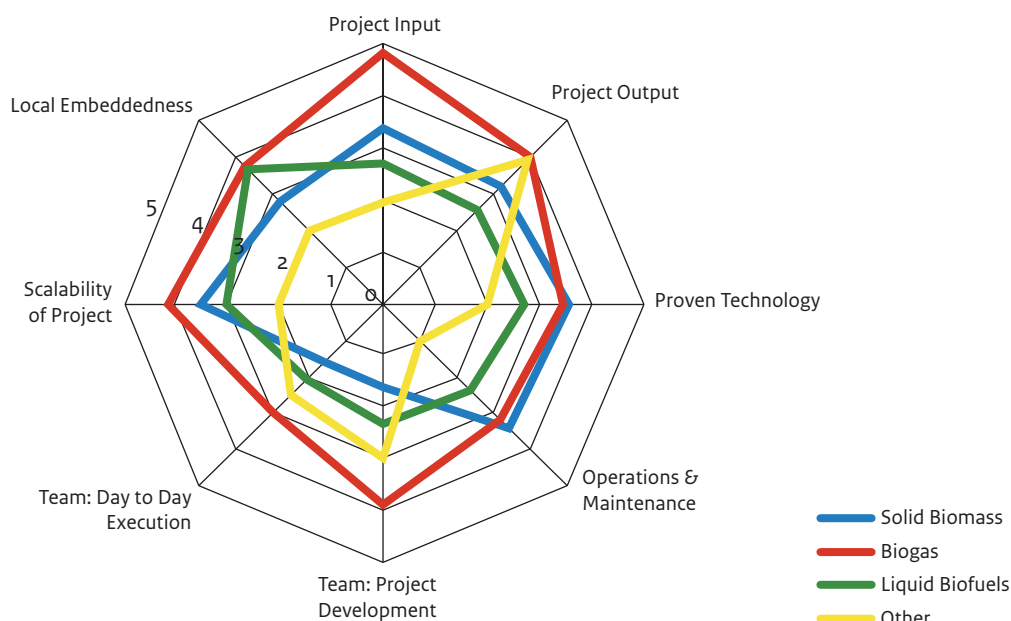 Project Input
Project Output
Local Embeddedness
5
4
3
2
1
0
Scalability
of Project
Proven Technology
Operations &
Maintenance
Team: Day to Day
Execution
Team: Project
Development
Solid Biomass
Biogas
Liquid Biofuels
Other